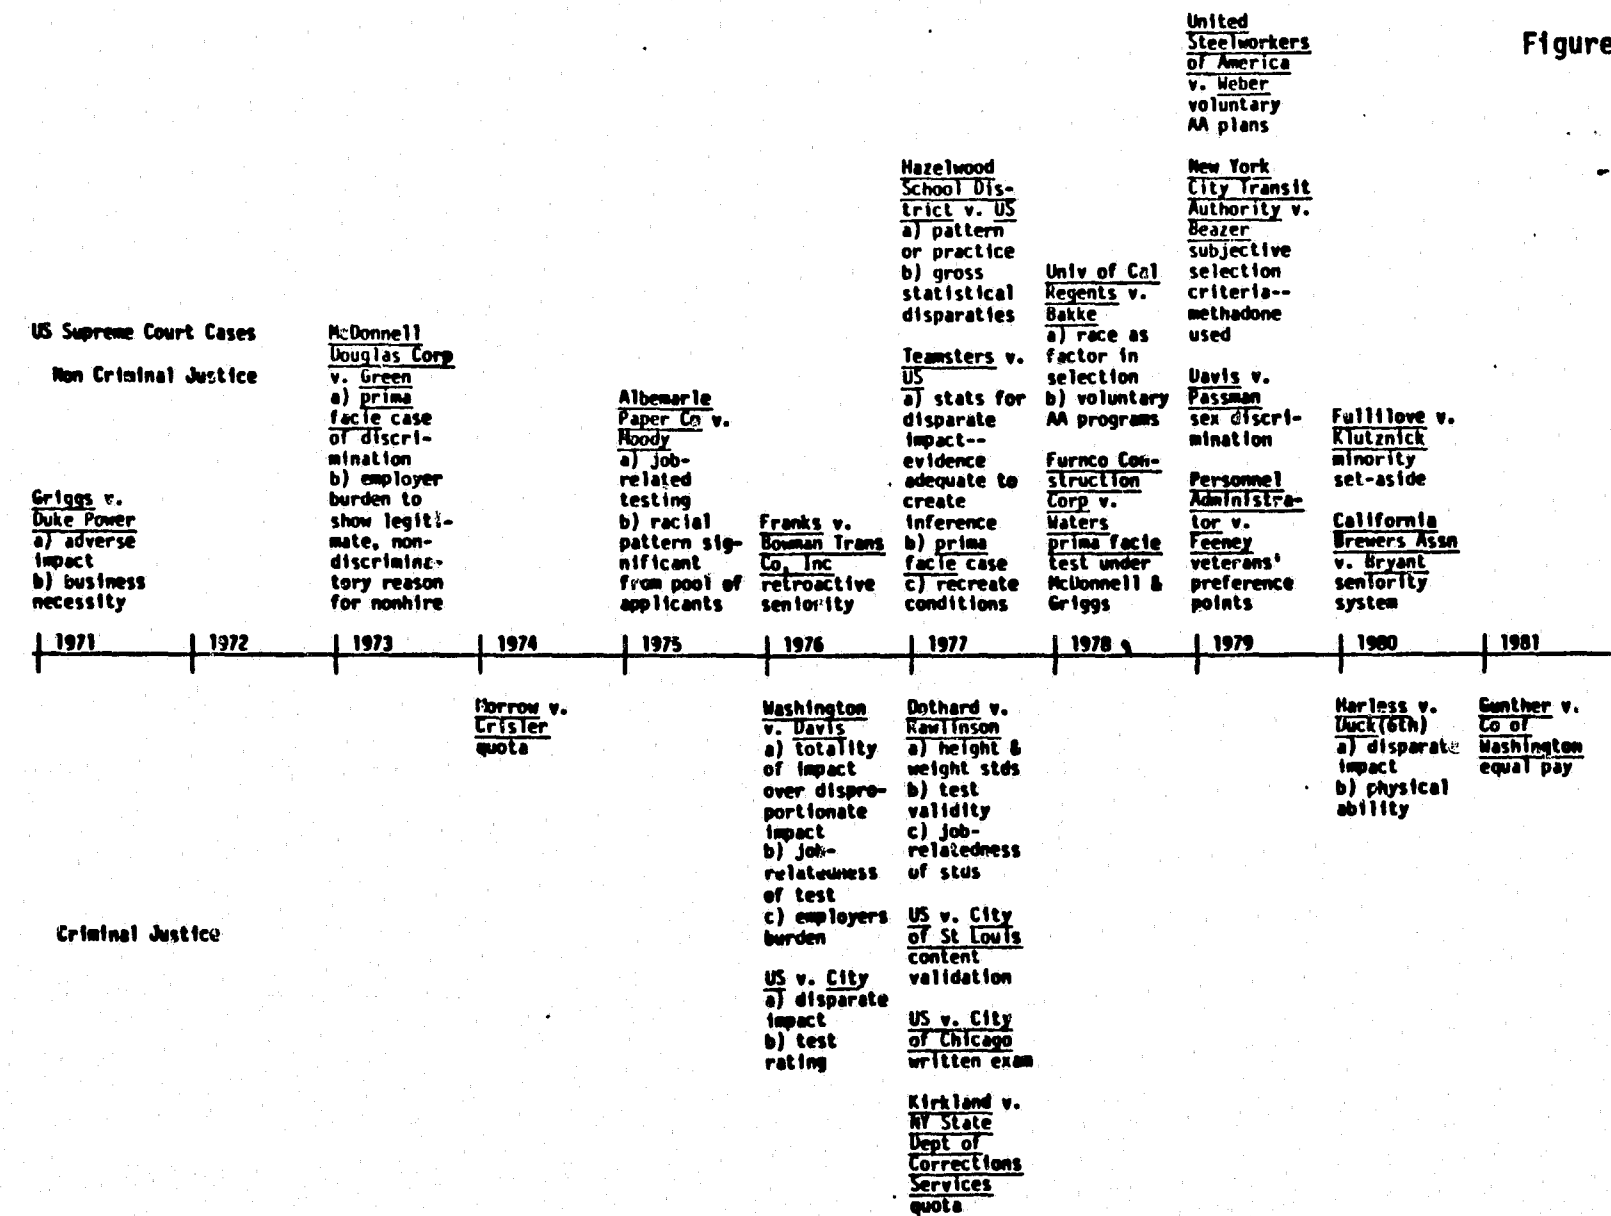 Figure
US Supreme Court Cases
Non Criminal Justice
Griggs v.
Duke Power
a) adverse
impact
b) business
necessity
McDonnell
Douglas Corp
v. Green
a) prima
facie case
of discri-
mination
b) employer
burden to
show legiti-
mate, non-
discrimina-
tory reason
for nonhire
Albemarle
Paper Co v.
Moody
a) job-
related
testing
b) racial
pattern sig-
nificant
from pool of
applicants
Franks v.
Bowman Trans
Co, Inc
retroactive
seniority
Hazelwood
School Dis-
trict v. US
a) pattern
or practice
b) gross
statistical
disparities
Teamsters v.
US
a) stats for
disparate
impact--
evidence
adequate to
create
inference
b) prima
facie case
c) recreate
conditions
Univ of Cal
Regents v.
Bakke
a) race as
factor in
selection
b) voluntary
AA programs
Furnco Con-
struction
Corp v.
Waters
prima facie
test under
McDonnell &
Griggs
United
Steelworkers
of America
v. Weber
voluntary
AA plans
New York
City Transit
Authority v.
Beazer
subjective
selection
criteria--
methadone
used
Davis v.
Passman
sex discri-
mination
Personnel
Administra-
tor v.
Feeney
veterans'
preference
points
Fullilove v.
Klutznick
minority
set-aside
California
Brewers Assn
v. Bryant
seniority
system
1971 1972 1973 1974 1975 1976 1977 1978 1979 1980 1981
Criminal Justice
Morrow v.
Crisler
quota
Washington
v. Davis
a) totality
of impact
over dispro-
portionate
impact
b) job-
relatedness
of test
c) employers
burden
US v. City
a) disparate
impact
b) test
rating
Dothard v.
Rawlinson
a) height &
weight stds
b) test
validity
c) job-
relatedness
of stds
US v. City
of St Louis
content
validation
US v. City
of Chicago
written exam
Kirkland v.
NY State
Dept of
Corrections
Services
quota
Harless v.
Duck(6th)
a) disparate
impact
b) physical
ability
Gunther v.
Co of
Washington
equal pay